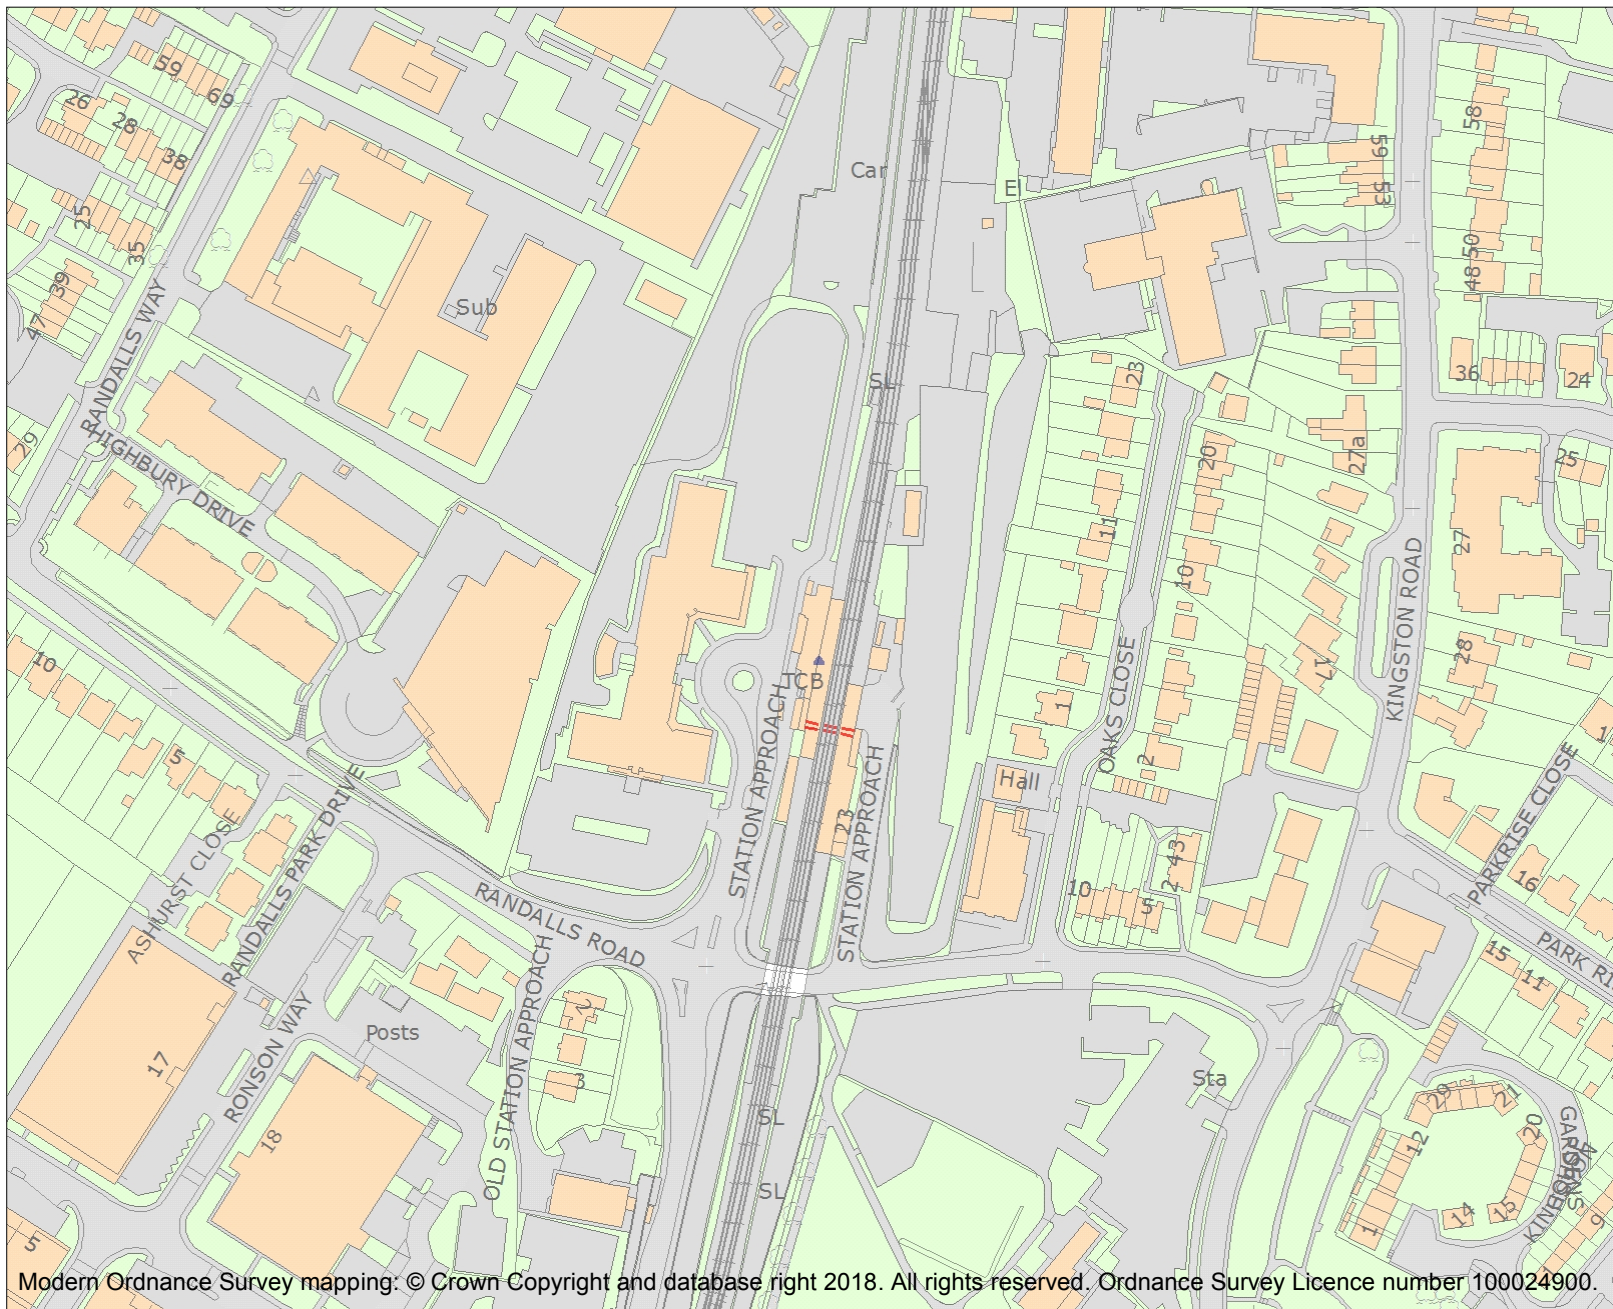 59
69
26
28
38
25
35
39
47
RANDALLS WAY
29
HIGHBURY DRIVE
Sub
Car
El
SL
59
53
58
50
48
36
24
25
27a
27
28
17
23
11
1
20
10
2
OAKS CLOSE
KINGSTON ROAD
TCB
STATION APPROACH
STATION APPROACH
23
Hall
10
5
2
43
10
5
ASHURST CLOSE
RANDALLS PARK DRIVE
RANDALLS ROAD
RONSON WAY
OLD STATION APPROACH
Posts
17
18
5
2
3
SL
SL
Sta
PARKRISE CLOSE
16
15
11
PARK RI
29
21
20
12
14
15
1
9
GARDENS
Modern Ordnance Survey mapping: © Crown Copyright and database right 2018. All rights reserved. Ordnance Survey Licence number 100024900.